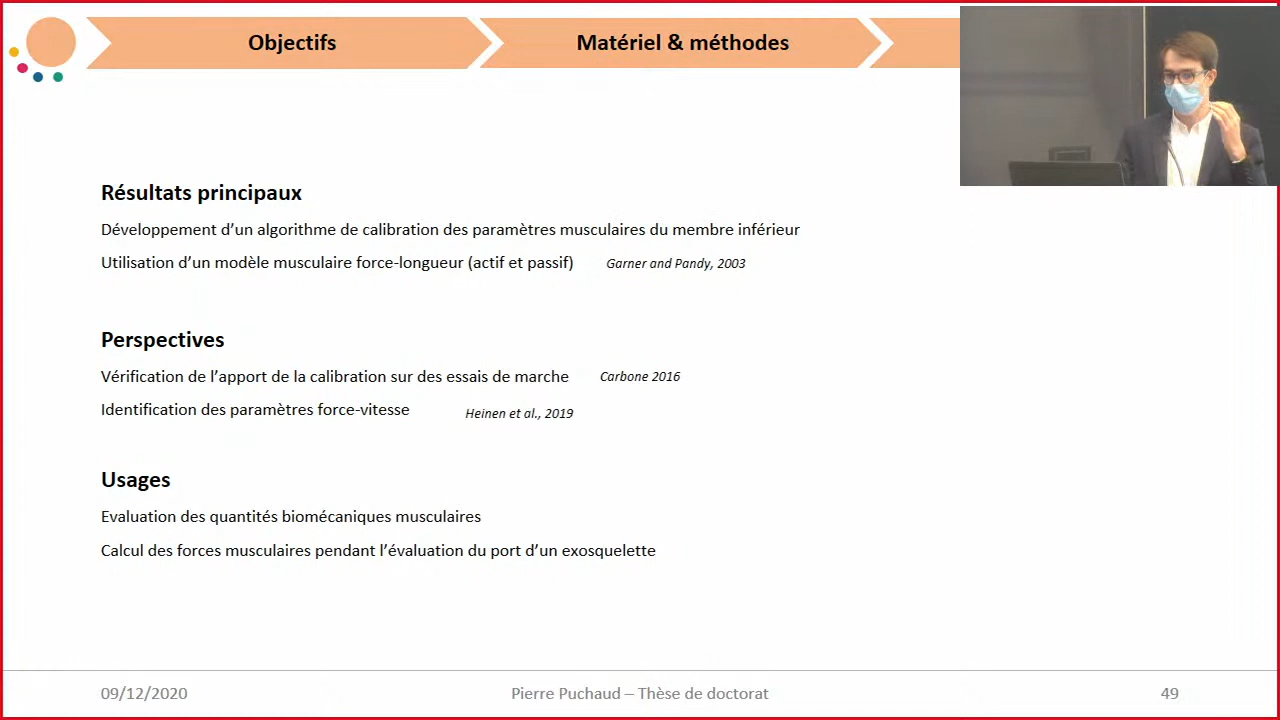 Objectifs
Matériel & méthodes
Résultats principaux
Développement d’un algorithme de calibration des paramètres musculaires du membre inférieur
Utilisation d’un modèle musculaire force-longueur (actif et passif) Garner and Pandy, 2003
Perspectives
Vérification de l’apport de la calibration sur des essais de marche Carbone 2016
Identification des paramètres force-vitesse Heinen et al., 2019
Usages
Evaluation des quantités biomécaniques musculaires
Calcul des forces musculaires pendant l’évaluation du port d’un exosquelette
09/12/2020 Pierre Puchaud – Thèse de doctorat 49